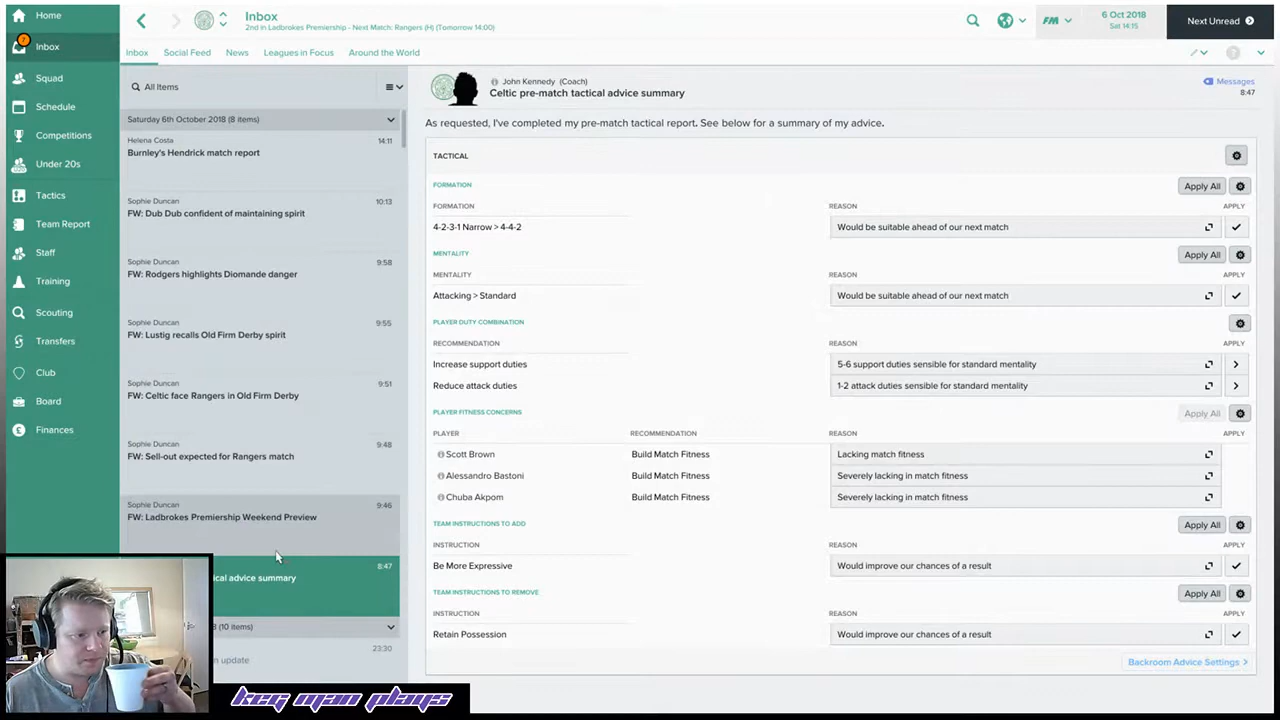 Home
Inbox
2nd in Ladbrokes Premiership - Next Match: Rangers (H) (Tomorrow 14:00)
FM
6 Oct 2018
Sat 14:15
Next Unread
Inbox
Squad
Schedule
Competitions
Under 20s
Tactics
Team Report
Staff
Training
Scouting
Transfers
Club
Board
Finances
Inbox
Social Feed
News
Leagues in Focus
Around the World
All Items
Saturday 6th October 2018 (8 items)
Helena Costa 14:11
Burnley's Hendrick match report
Sophie Duncan 10:13
FW: Dub Dub confident of maintaining spirit
Sophie Duncan 9:58
FW: Rodgers highlights Diomande danger
Sophie Duncan 9:55
FW: Lustig recalls Old Firm Derby spirit
Sophie Duncan 9:51
FW: Celtic face Rangers in Old Firm Derby
Sophie Duncan 9:48
FW: Sell-out expected for Rangers match
Sophie Duncan 9:46
FW: Ladbrokes Premiership Weekend Preview
8:47
ical advice summary
8 (10 items)
23:30
n update
John Kennedy (Coach)
Celtic pre-match tactical advice summary
Messages
8:47
As requested, I've completed my pre-match tactical report. See below for a summary of my advice.
TACTICAL
FORMATION Apply All
FORMATION REASON APPLY
4-2-3-1 Narrow > 4-4-2 Would be suitable ahead of our next match
MENTALITY Apply All
MENTALITY REASON APPLY
Attacking > Standard Would be suitable ahead of our next match
PLAYER DUTY COMBINATION
RECOMMENDATION REASON APPLY
Increase support duties 5-6 support duties sensible for standard mentality
Reduce attack duties 1-2 attack duties sensible for standard mentality
PLAYER FITNESS CONCERNS Apply All
PLAYER RECOMMENDATION REASON APPLY
Scott Brown Build Match Fitness Lacking match fitness
Alessandro Bastoni Build Match Fitness Severely lacking in match fitness
Chuba Akpom Build Match Fitness Severely lacking in match fitness
TEAM INSTRUCTIONS TO ADD Apply All
INSTRUCTION REASON APPLY
Be More Expressive Would improve our chances of a result
TEAM INSTRUCTIONS TO REMOVE Apply All
INSTRUCTION REASON APPLY
Retain Possession Would improve our chances of a result
Backroom Advice Settings >
keg man plays